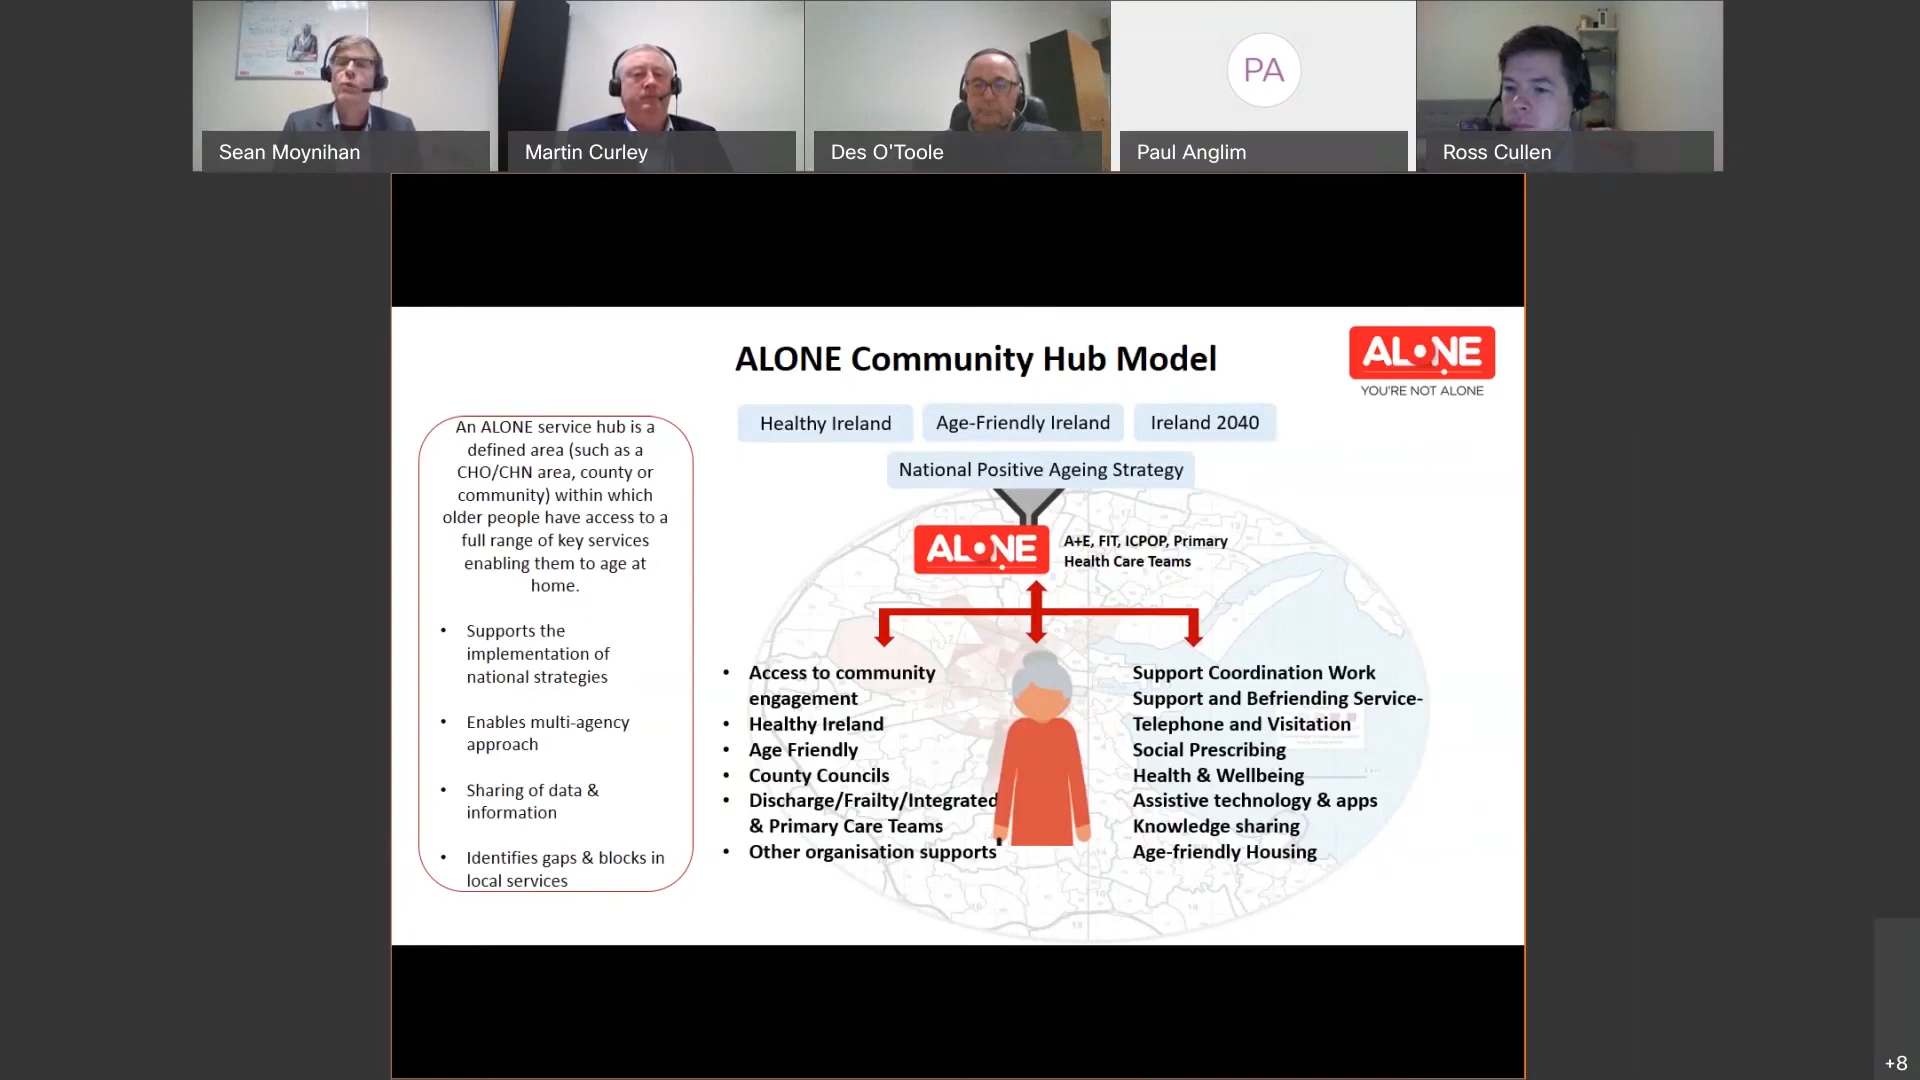 Sean Moynihan
Martin Curley
Des O'Toole
PA
Paul Anglim
Ross Cullen
ALONE Community Hub Model
ALONE
YOU'RE NOT ALONE
Healthy Ireland
Age-Friendly Ireland
Ireland 2040
National Positive Ageing Strategy
An ALONE service hub is a
defined area (such as a
CHO/CHN area, county or
community) within which
older people have access to a
full range of key services
enabling them to age at
home.
• Supports the
implementation of
national strategies
• Enables multi-agency
approach
• Sharing of data &
information
• Identifies gaps & blocks in
local services
ALONE
A+E, FIT, ICPOP, Primary
Health Care Teams
• Access to community
engagement
• Healthy Ireland
• Age Friendly
• County Councils
• Discharge/Frailty/Integrated
& Primary Care Teams
• Other organisation supports
Support Coordination Work
Support and Befriending Service-
Telephone and Visitation
Social Prescribing
Health & Wellbeing
Assistive technology & apps
Knowledge sharing
Age-friendly Housing
+8